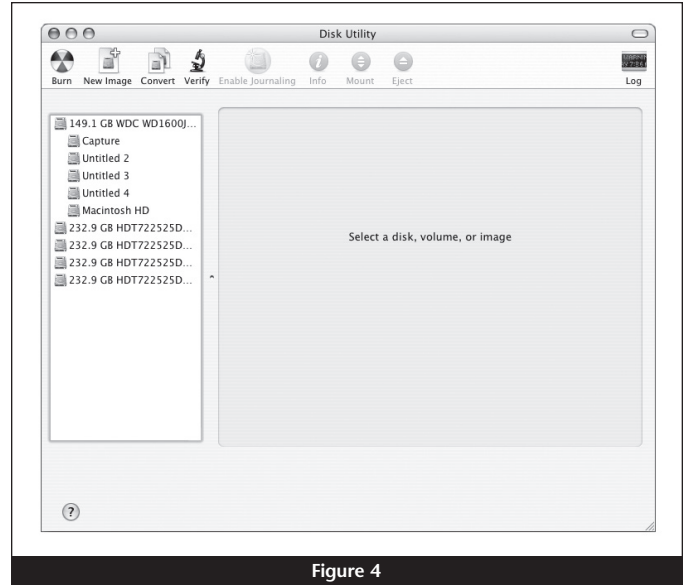 Disk Utility
Burn New Image Convert Verify Enable Journaling Info Mount Eject Log
149.1 GB WDC WD1600J...
Capture
Untitled 2
Untitled 3
Untitled 4
Macintosh HD
232.9 GB HDT722525D...
232.9 GB HDT722525D...
232.9 GB HDT722525D...
232.9 GB HDT722525D...
Select a disk, volume, or image
?
Figure 4